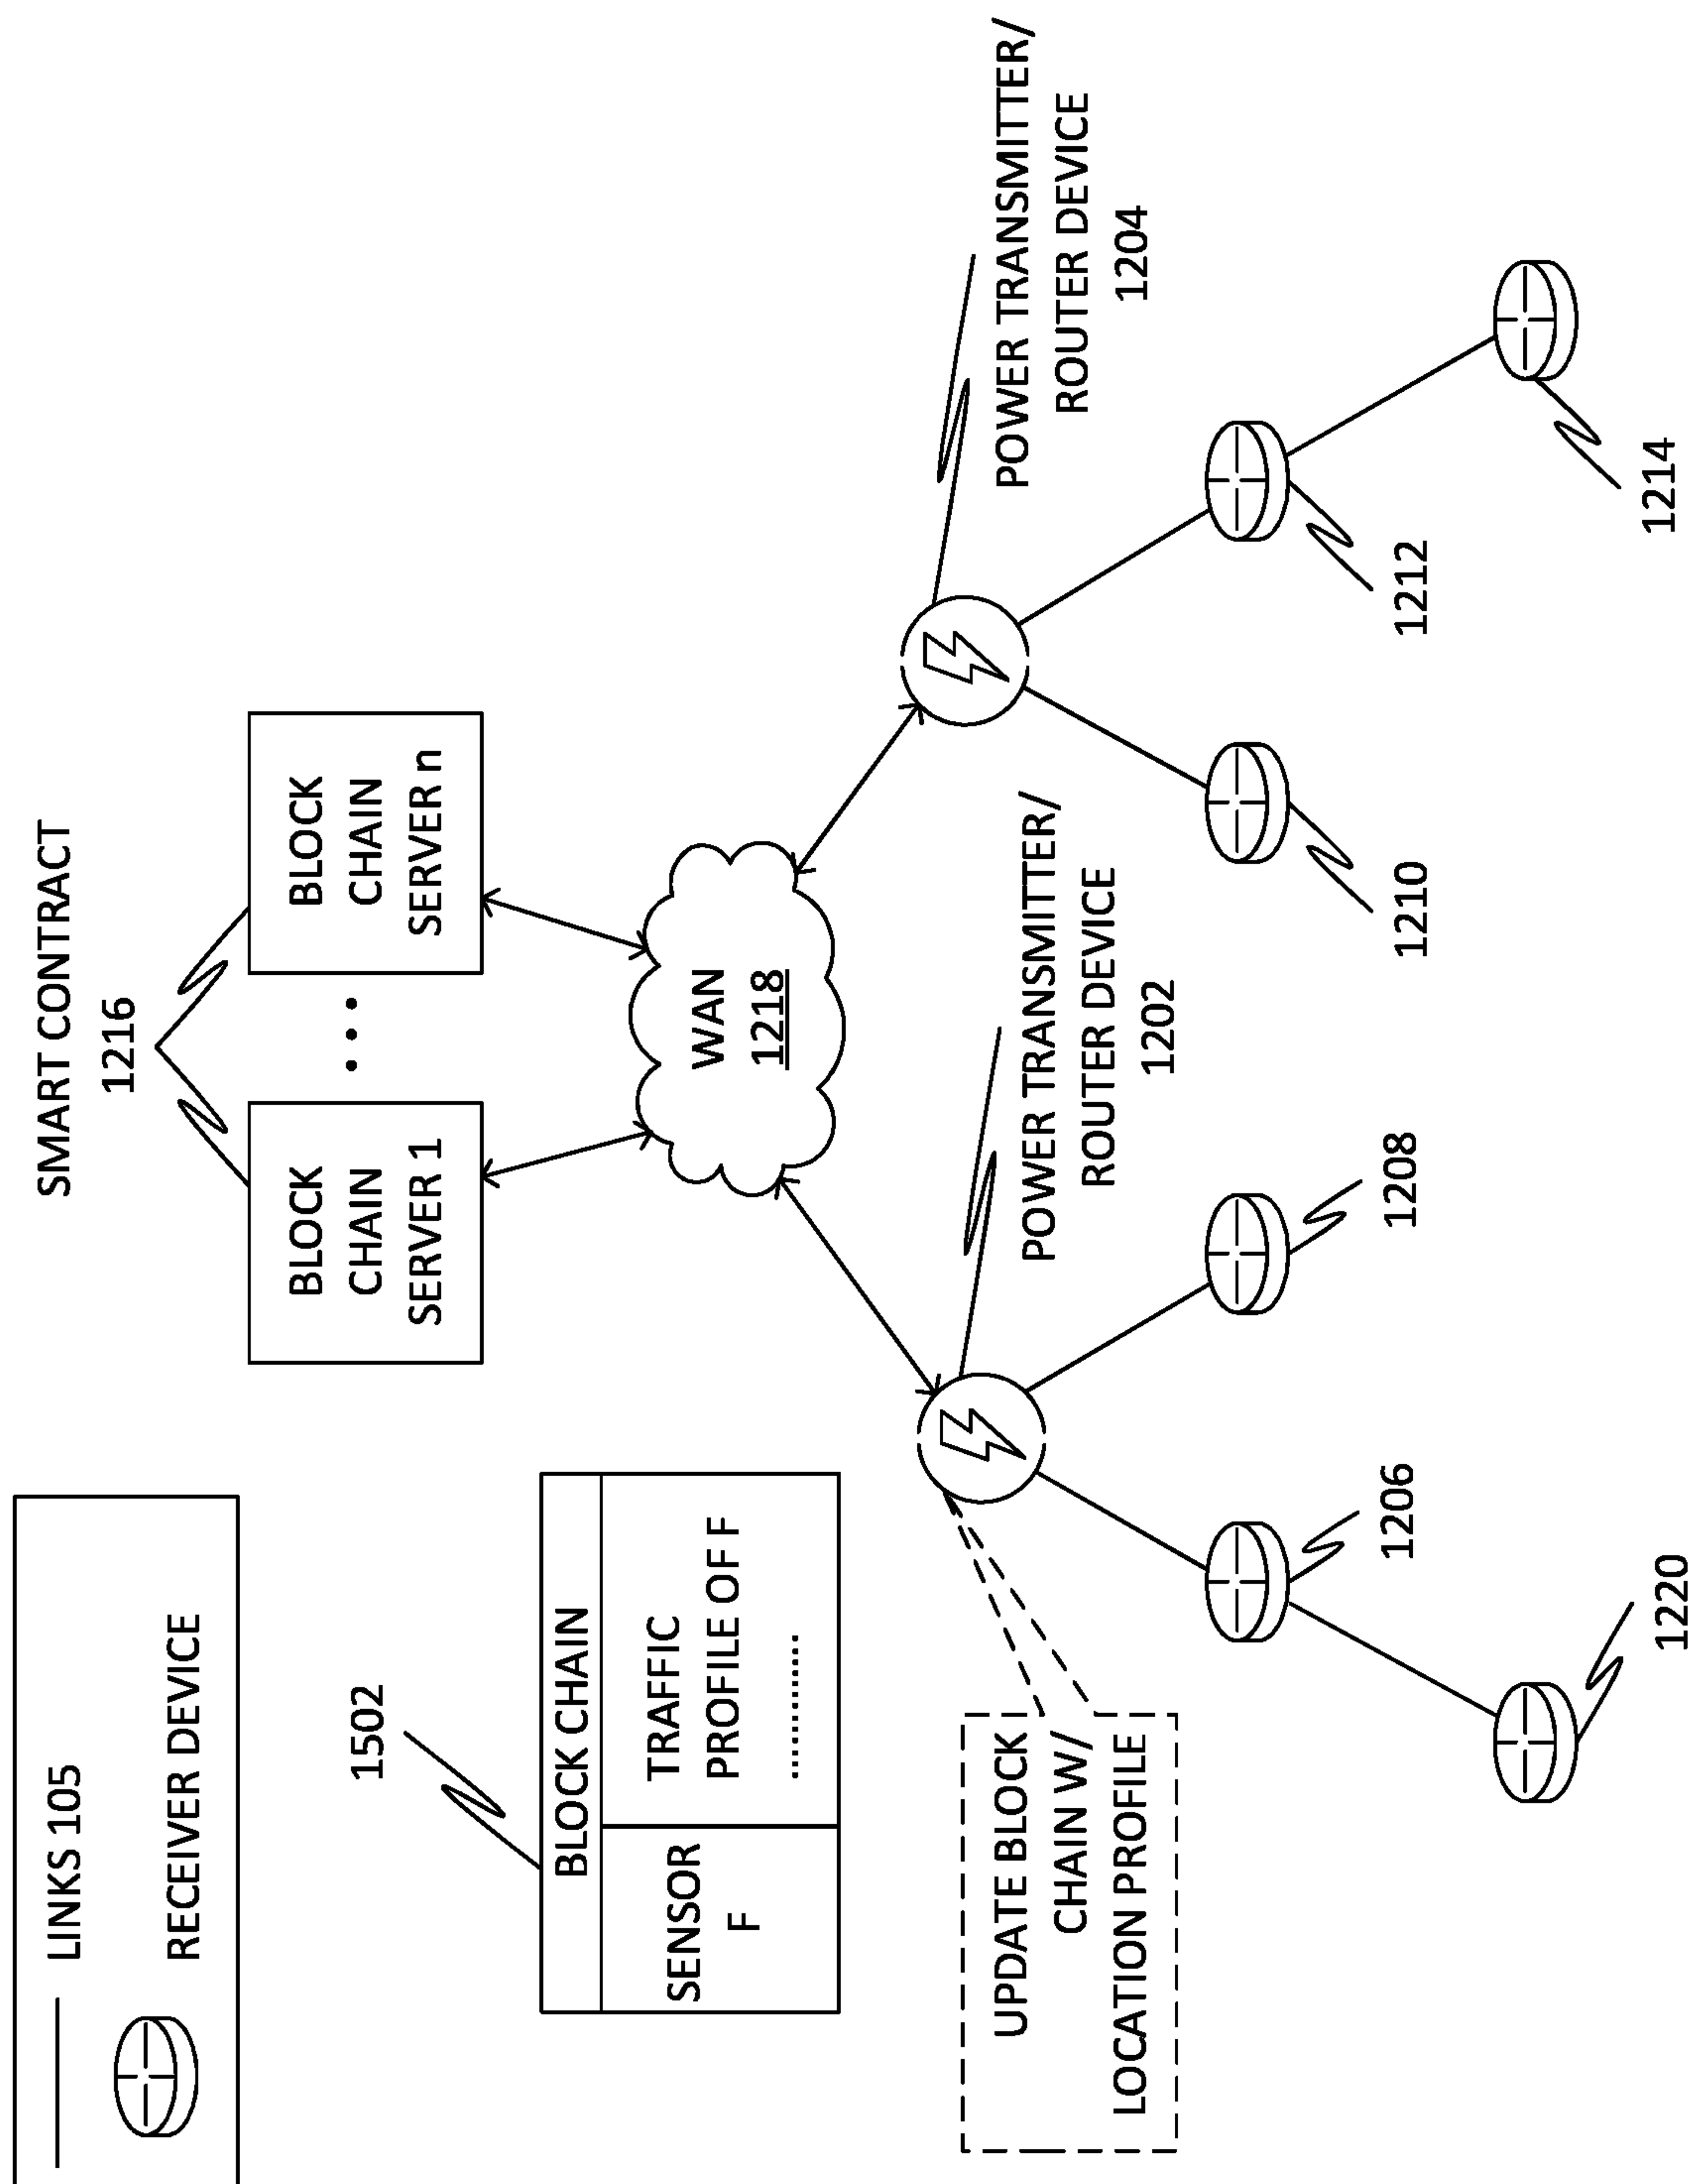 LINKS 105
RECEIVER DEVICE
SMART CONTRACT
1216
BLOCK
CHAIN
SERVER 1
...
BLOCK
CHAIN
SERVER n
1502
BLOCK CHAIN
SENSOR
F
TRAFFIC
PROFILE OF F
...........
WAN
1218
UPDATE BLOCK
CHAIN W/
LOCATION PROFILE
POWER TRANSMITTER/
ROUTER DEVICE
1202
POWER TRANSMITTER/
ROUTER DEVICE
1204
1206
1208
1210
1212
1220
1214